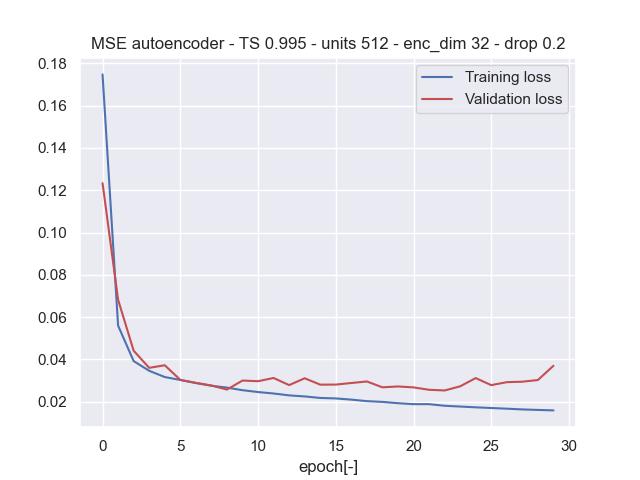 MSE autoencoder - TS 0.995 - units 512 - enc_dim 32 - drop 0.2
0.18
0.16
0.14
0.12
0.10
0.08
0.06
0.04
0.02
Training loss
Validation loss
0 5 10 15 20 25 30
epoch[-]